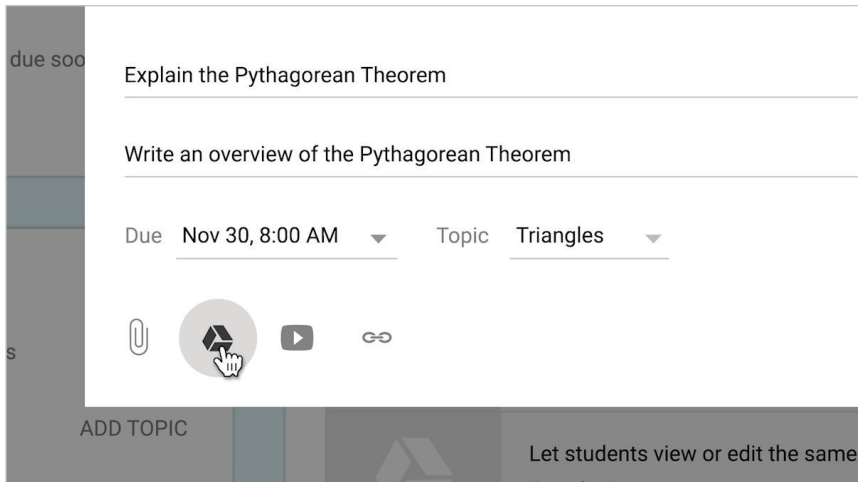 due soo
Explain the Pythagorean Theorem
Write an overview of the Pythagorean Theorem
Due Nov 30, 8:00 AM Topic Triangles
s
ADD TOPIC
Let students view or edit the same